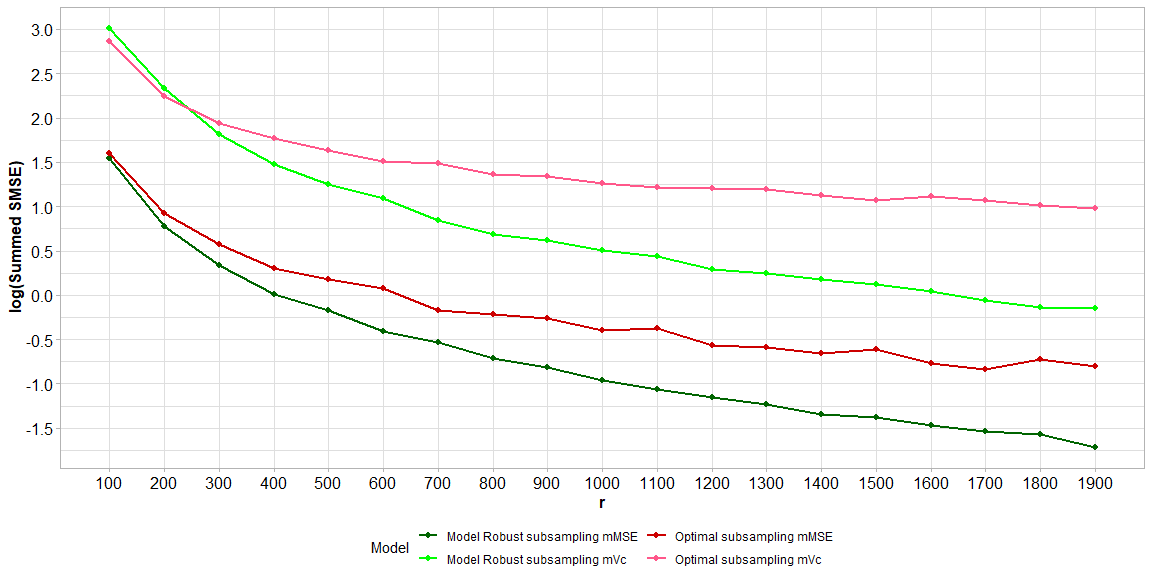 log(Summed SMSE)
3.0
2.5
2.0
1.5
1.0
0.5
0.0
-0.5
-1.0
-1.5
100 200 300 400 500 600 700 800 900 1000 1100 1200 1300 1400 1500 1600 1700 1800 1900
r
Model
Model Robust subsampling mMSE Optimal subsampling mMSE
Model Robust subsampling mVc Optimal subsampling mVc